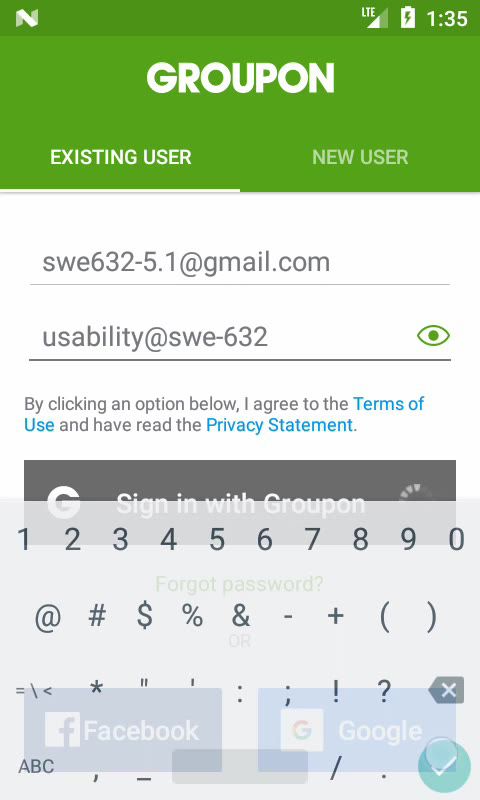 LTE 1:35
GROUPON
EXISTING USER NEW USER
swe632-5.1@gmail.com
usability@swe-632
By clicking an option below, I agree to the Terms of
Use and have read the Privacy Statement.
G Sign in with Groupon
1 2 3 4 5 6 7 8 9 0
Forgot password?
@ # $ % & - + ( )
OR
= \ < * " ' : ; ! ?
f Facebook G Google
ABC , _ / .